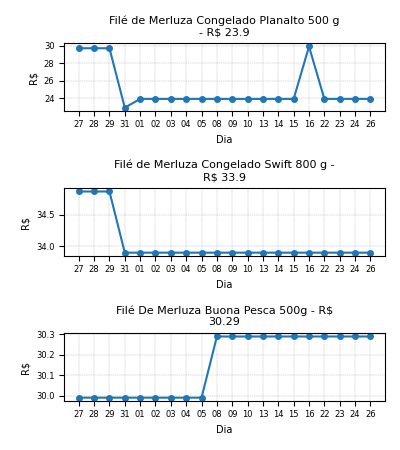 Filé de Merluza Congelado Planalto 500 g
- R$ 23.9
30
28
26
24
R$
27 28 29 31 01 02 03 04 05 08 09 10 13 14 15 16 22 23 24 26
Dia
Filé de Merluza Congelado Swift 800 g -
R$ 33.9
34.5
34.0
R$
27 28 29 31 01 02 03 04 05 08 09 10 13 14 15 16 22 23 24 26
Dia
Filé De Merluza Buona Pesca 500g - R$
30.29
30.3
30.2
30.1
30.0
R$
27 28 29 31 01 02 03 04 05 08 09 10 13 14 15 16 22 23 24 26
Dia